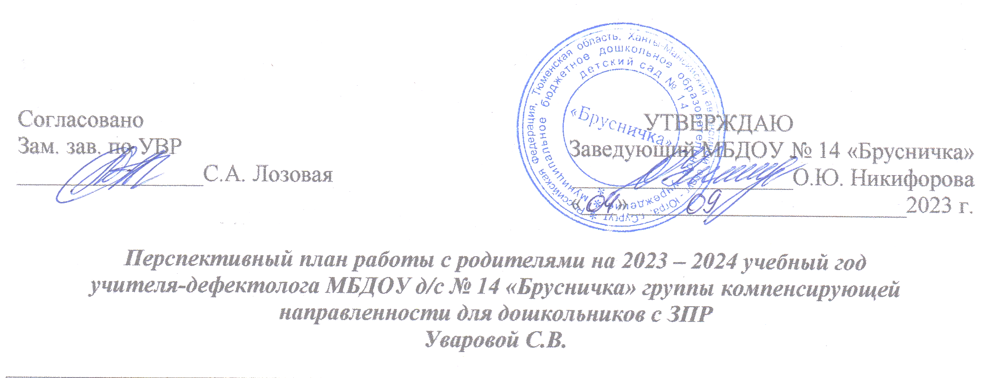 Согласовано
Зам. зав. по УВР
С.А. Лозовая
УТВЕРЖДАЮ
Заведующий МБДОУ № 14 «Брусничка»
О.Ю. Никифорова
«04» 09 2023 г.
Российская Федерация, Тюменская область, Ханты-Мансийский автономный округ - Югра, г.Сургут
Муниципальное бюджетное дошкольное образовательное учреждение
детский сад № 14
«Брусничка»
Перспективный план работы с родителями на 2023 – 2024 учебный год
учителя-дефектолога МБДОУ д/с № 14 «Брусничка» группы компенсирующей
направленности для дошкольников с ЗПР
Уваровой С.В.